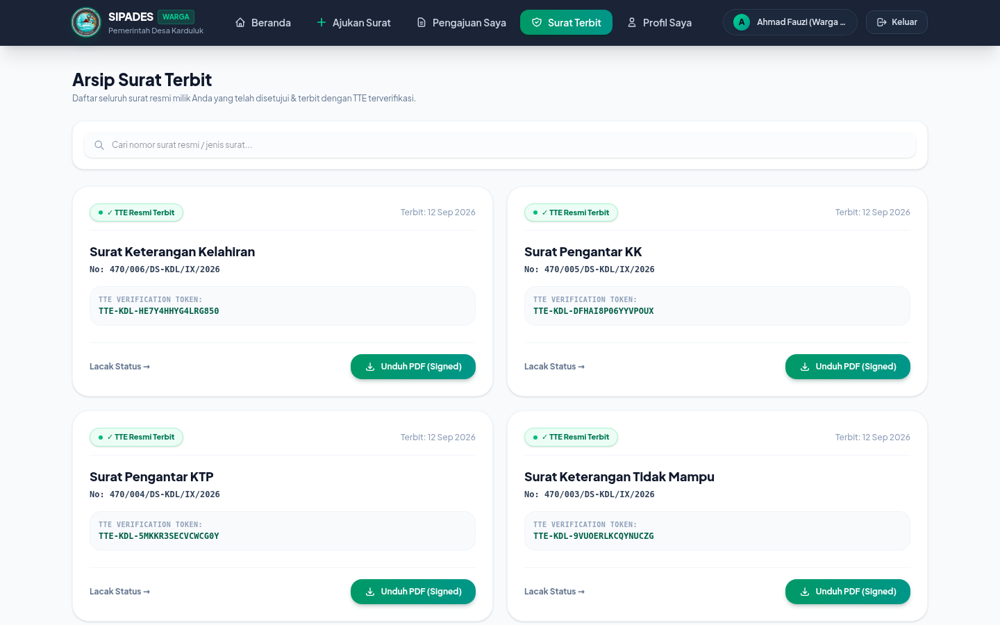 SIPADES WARGA
Pemerintah Desa Karduluk
Beranda
Ajukan Surat
Pengajuan Saya
Surat Terbit
Profil Saya
A
Ahmad Fauzi (Warga ...
Keluar
Arsip Surat Terbit
Daftar seluruh surat resmi milik Anda yang telah disetujui & terbit dengan TTE terverifikasi.
Cari nomor surat resmi / jenis surat...
✓ TTE Resmi Terbit
Terbit: 12 Sep 2026
Surat Keterangan Kelahiran
No: 470/006/DS-KDL/IX/2026
TTE VERIFICATION TOKEN:
TTE-KDL-HE7Y4HHYG4LRG850
Lacak Status →
Unduh PDF (Signed)
✓ TTE Resmi Terbit
Terbit: 12 Sep 2026
Surat Pengantar KK
No: 470/005/DS-KDL/IX/2026
TTE VERIFICATION TOKEN:
TTE-KDL-DFHAI8P06YYVPOUX
Lacak Status →
Unduh PDF (Signed)
✓ TTE Resmi Terbit
Terbit: 12 Sep 2026
Surat Pengantar KTP
No: 470/004/DS-KDL/IX/2026
TTE VERIFICATION TOKEN:
TTE-KDL-5MKKR3SECVCWCG0Y
Lacak Status →
Unduh PDF (Signed)
✓ TTE Resmi Terbit
Terbit: 12 Sep 2026
Surat Keterangan Tidak Mampu
No: 470/003/DS-KDL/IX/2026
TTE VERIFICATION TOKEN:
TTE-KDL-9VUOERLKCQYNUCZG
Lacak Status →
Unduh PDF (Signed)